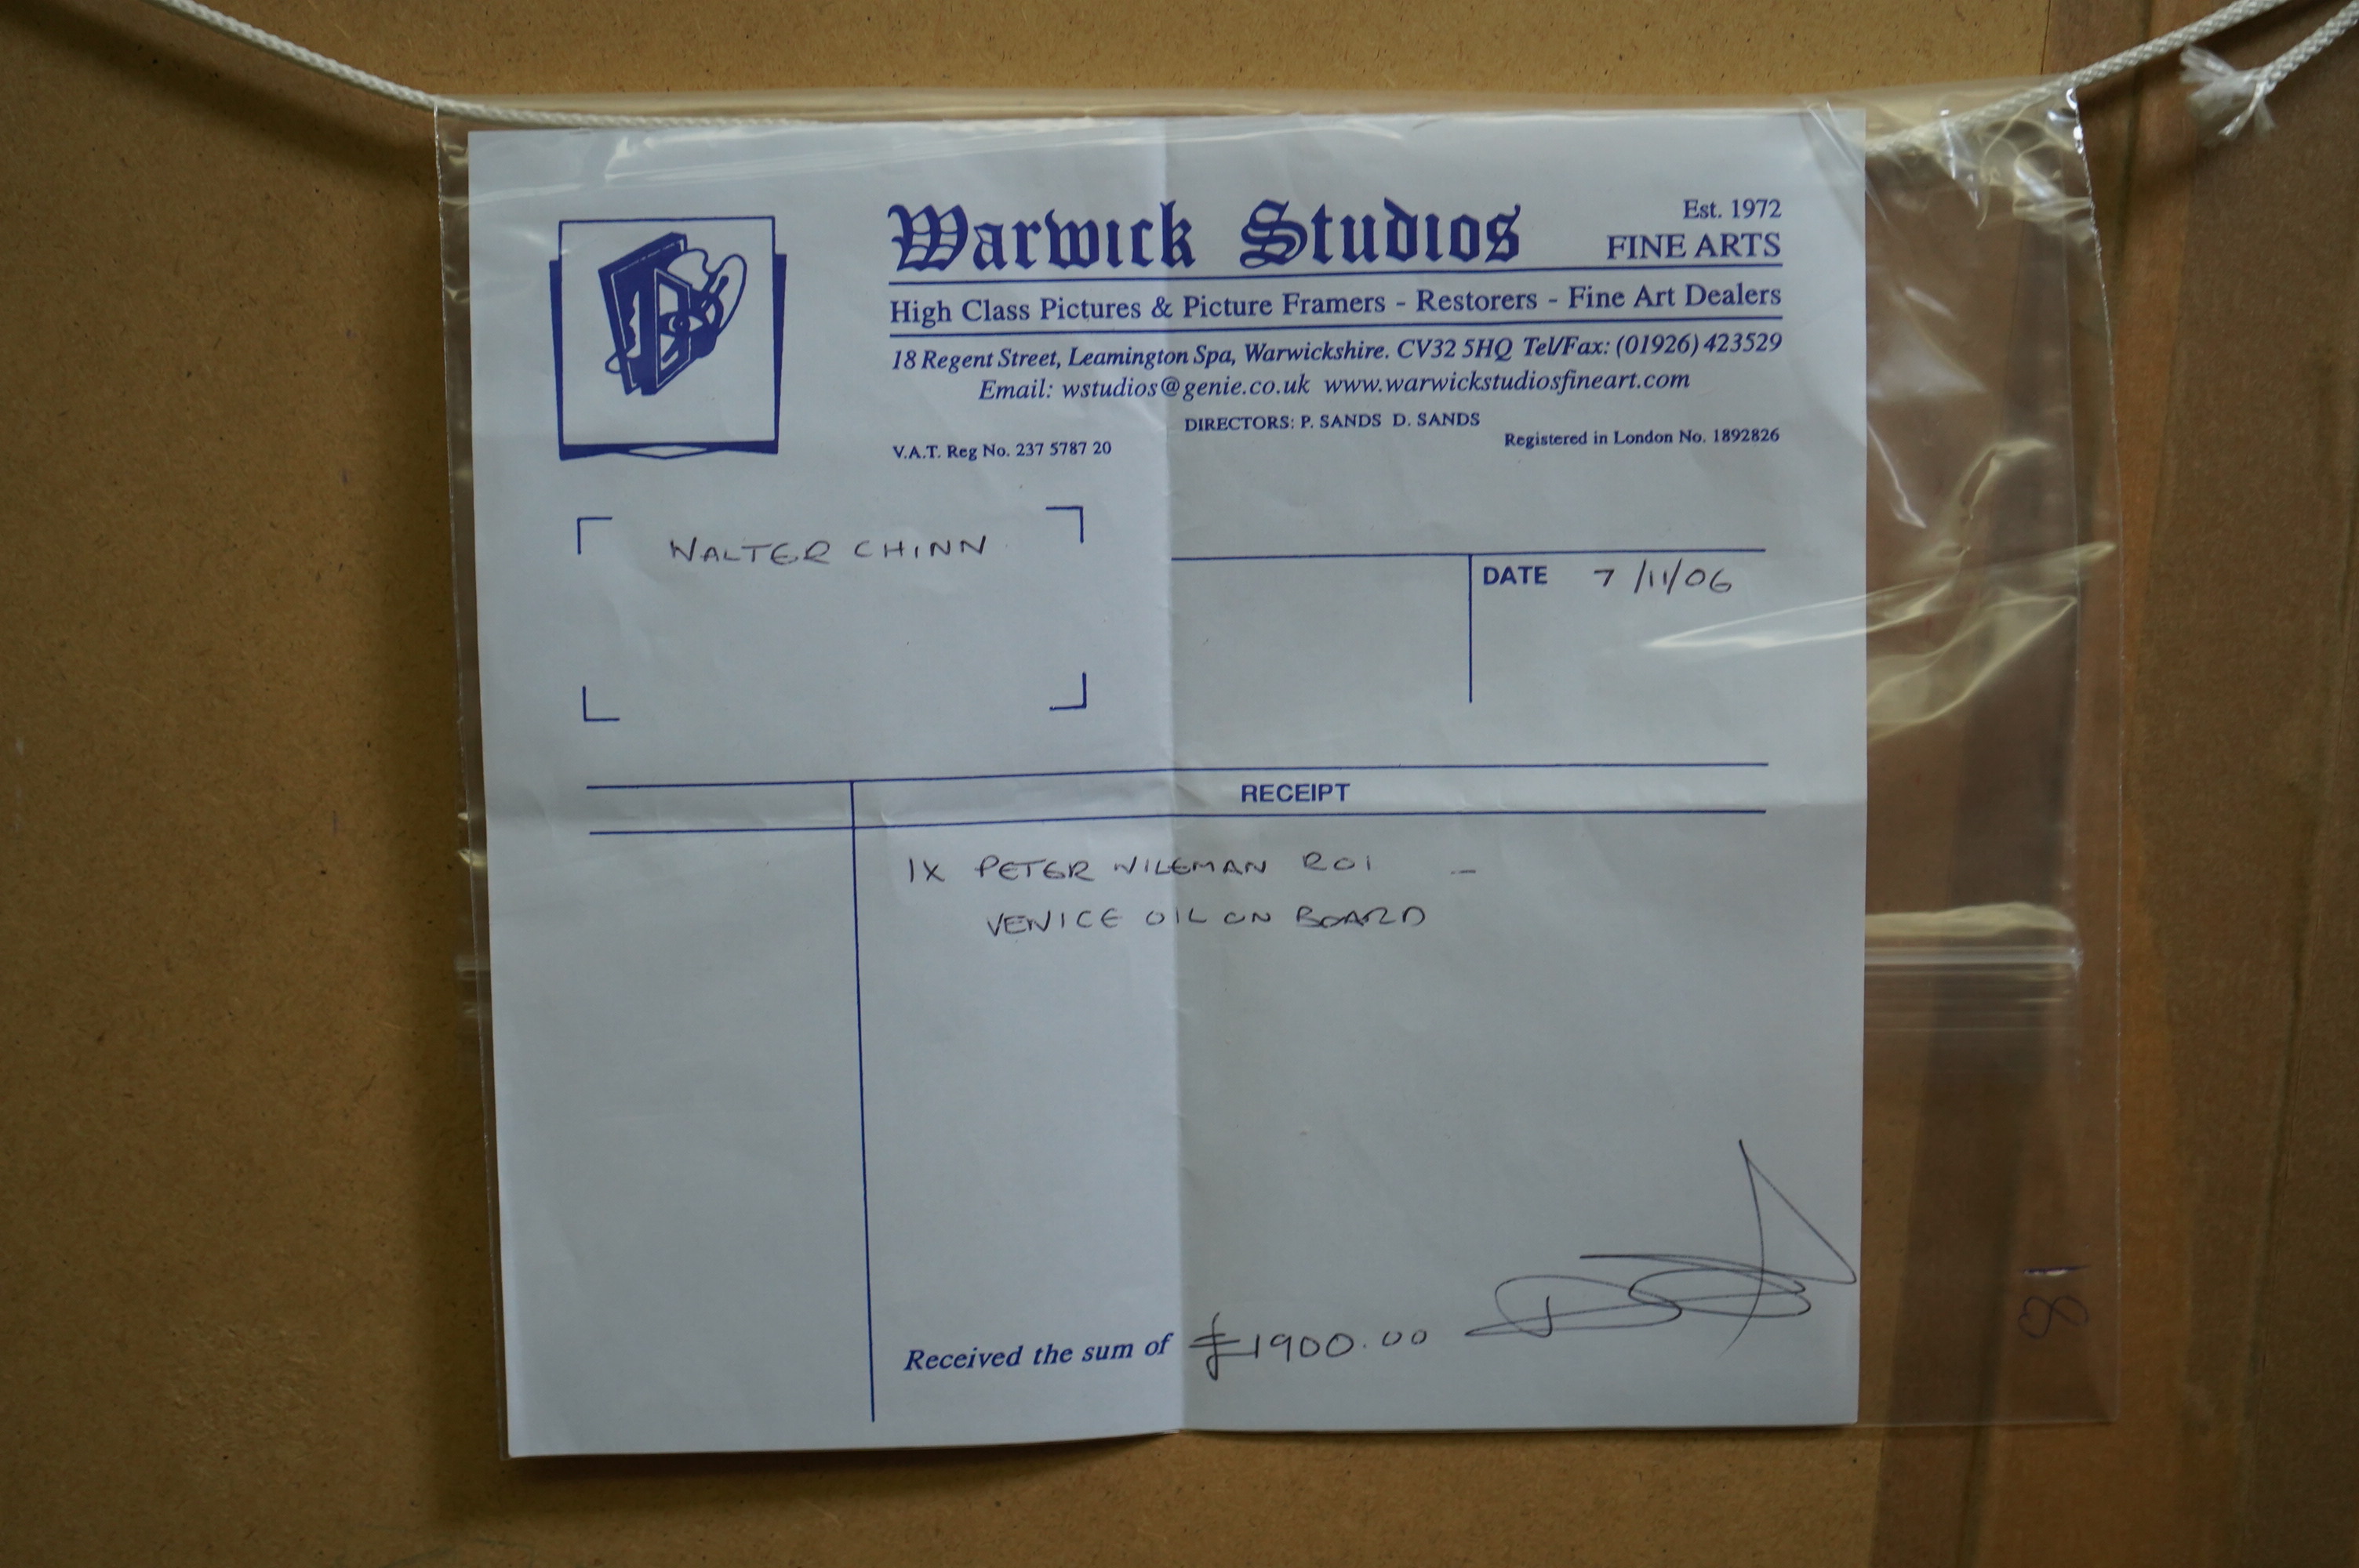 Warwick Studios
Est. 1972
FINE ARTS
High Class Pictures & Picture Framers - Restorers - Fine Art Dealers
18 Regent Street, Leamington Spa, Warwickshire. CV32 5HQ Tel/Fax: (01926) 423529
Email: wstudios@genie.co.uk www.warwickstudiosfineart.com
DIRECTORS: P. SANDS D. SANDS
V.A.T. Reg No. 237 5787 20
Registered in London No. 1892826
WALTER CHINN
DATE 7/11/06
RECEIPT
1X PETER WILEMAN ROI -
VENICE OIL ON BOARD
Received the sum of £1900.00
18